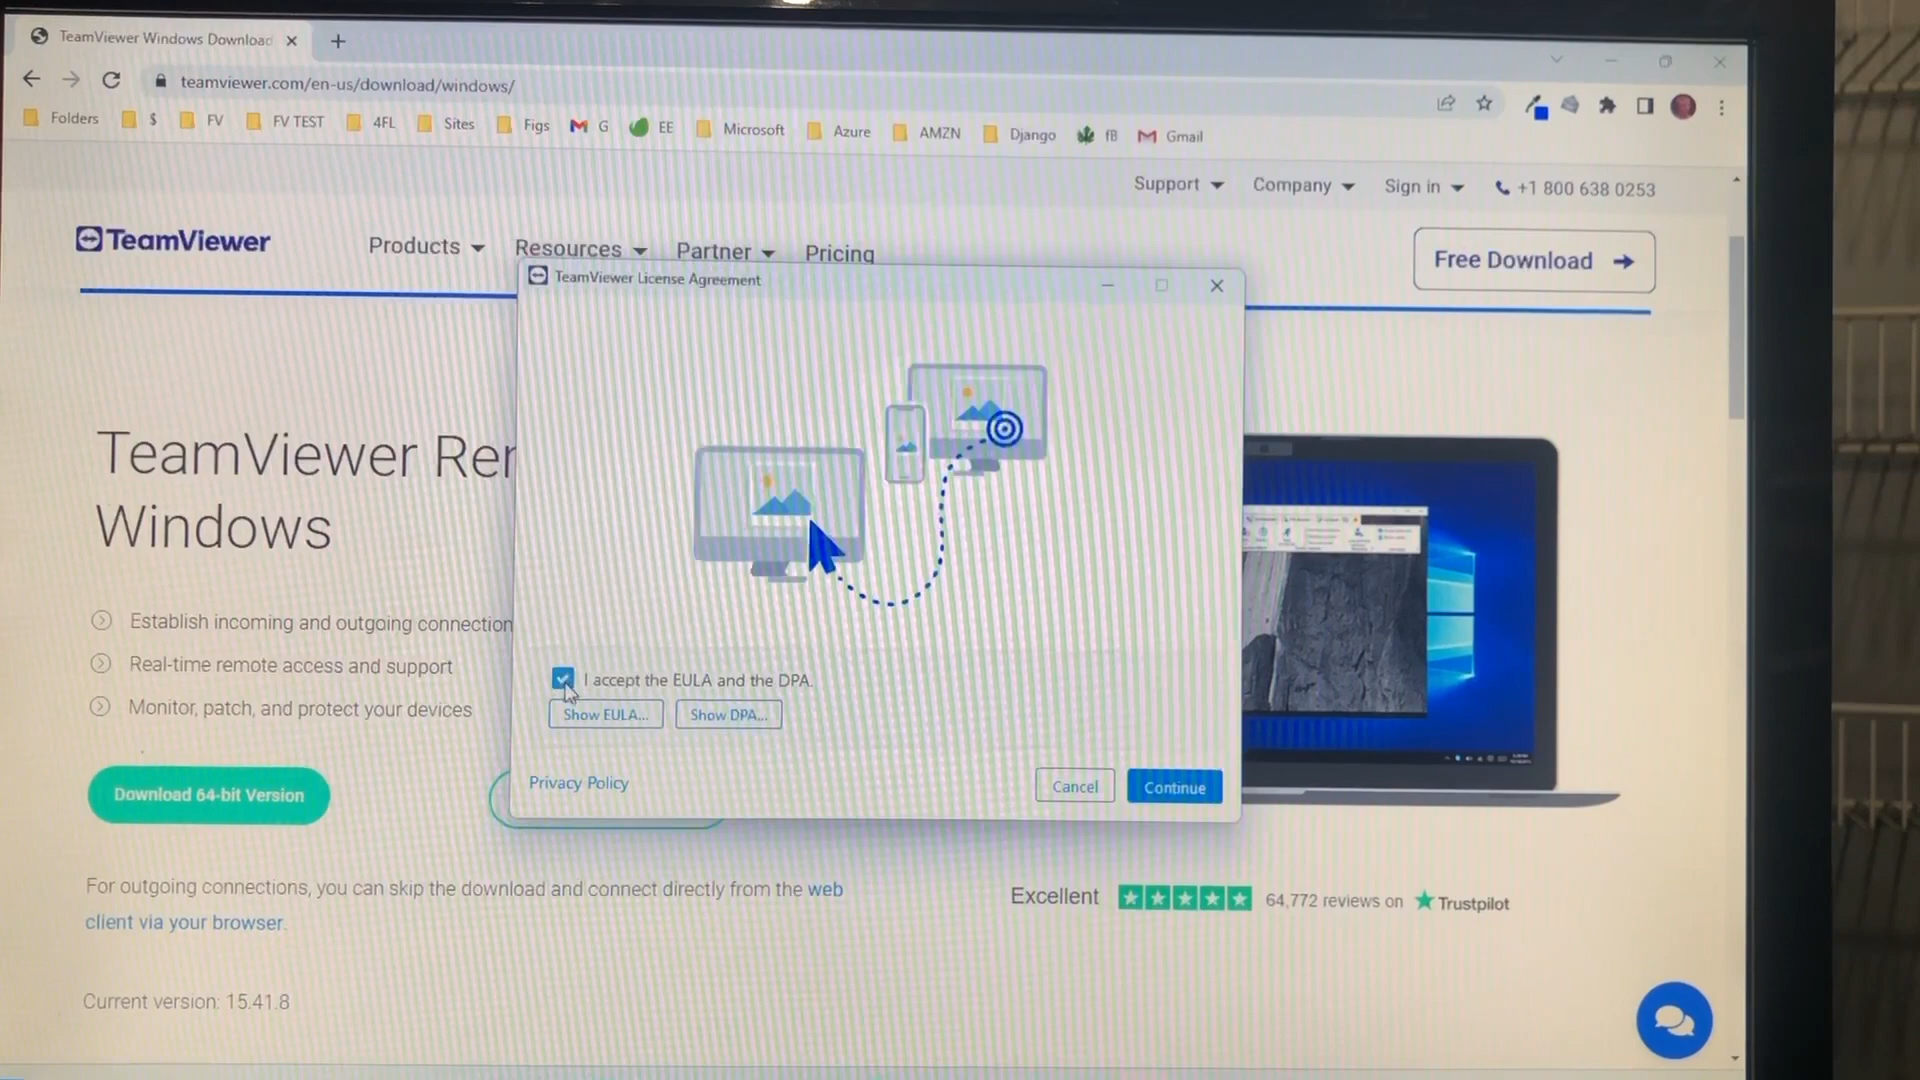 TeamViewer Windows Download
teamviewer.com/en-us/download/windows/
Folders
$
FV
FV TEST
4FL
Sites
Figs
G
EE
Microsoft
Azure
AMZN
Django
fB
Gmail
Support
Company
Sign in
+1 800 638 0253
TeamViewer
Products
Resources
Partner
Pricing
Free Download
TeamViewer License Agreement
TeamViewer Rem
Windows
Establish incoming and outgoing connection
Real-time remote access and support
Monitor, patch, and protect your devices
I accept the EULA and the DPA.
Show EULA...
Show DPA...
Privacy Policy
Cancel
Continue
Download 64-bit Version
For outgoing connections, you can skip the download and connect directly from the web
client via your browser.
Excellent
64,772 reviews on
Trustpilot
Current version: 15.41.8